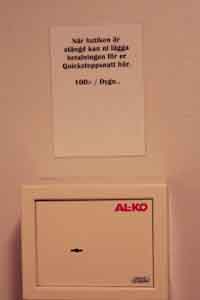 När butiken är
stängd kan ni lägga
betalningen för er
Quickstoppsnatt här.
100:- / Dygn..
AL-KO